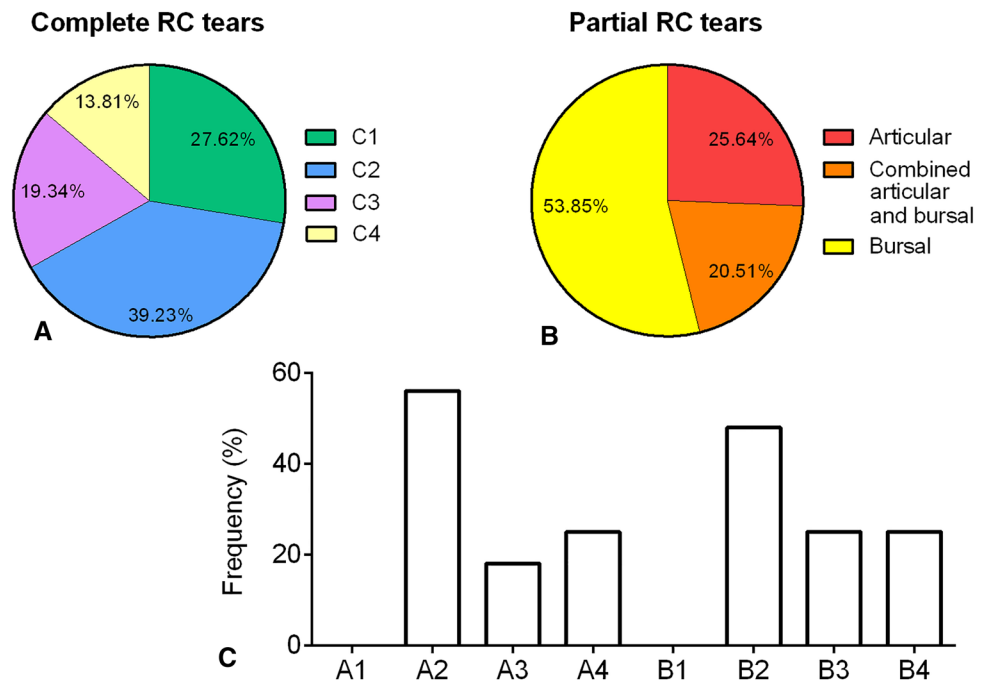 Complete RC tears
Partial RC tears
13.81%
27.62%
19.34%
39.23%
C1
C2
C3
C4
A
25.64%
53.85%
20.51%
Articular
Combined
articular
and bursal
Bursal
B
Frequency (%)
60
40
20
0
A1 A2 A3 A4 B1 B2 B3 B4
C